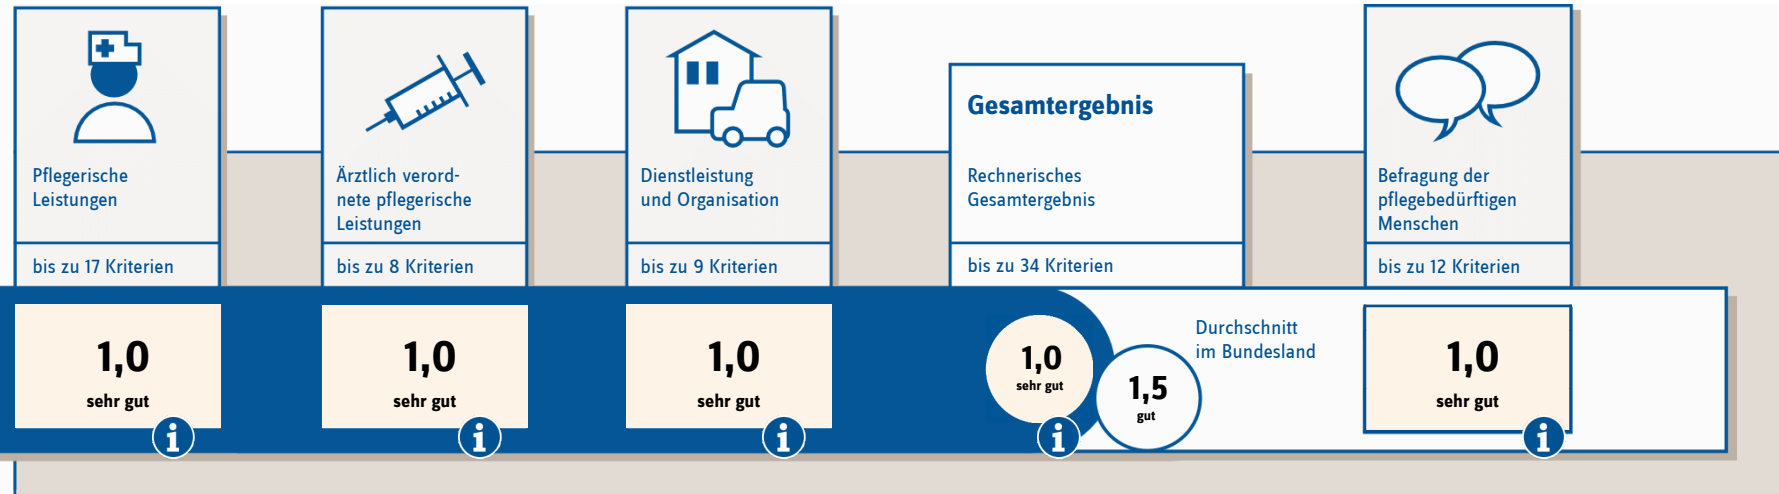 Pflegerische
Leistungen
bis zu 17 Kriterien
1,0
sehr gut
i
Ärztlich verord-
nete pflegerische
Leistungen
bis zu 8 Kriterien
1,0
sehr gut
i
Dienstleistung
und Organisation
bis zu 9 Kriterien
1,0
sehr gut
i
Gesamtergebnis
Rechnerisches
Gesamtergebnis
bis zu 34 Kriterien
1,0
sehr gut
i
1,5
gut
Durchschnitt
im Bundesland
Befragung der
pflegebedürftigen
Menschen
bis zu 12 Kriterien
1,0
sehr gut
i